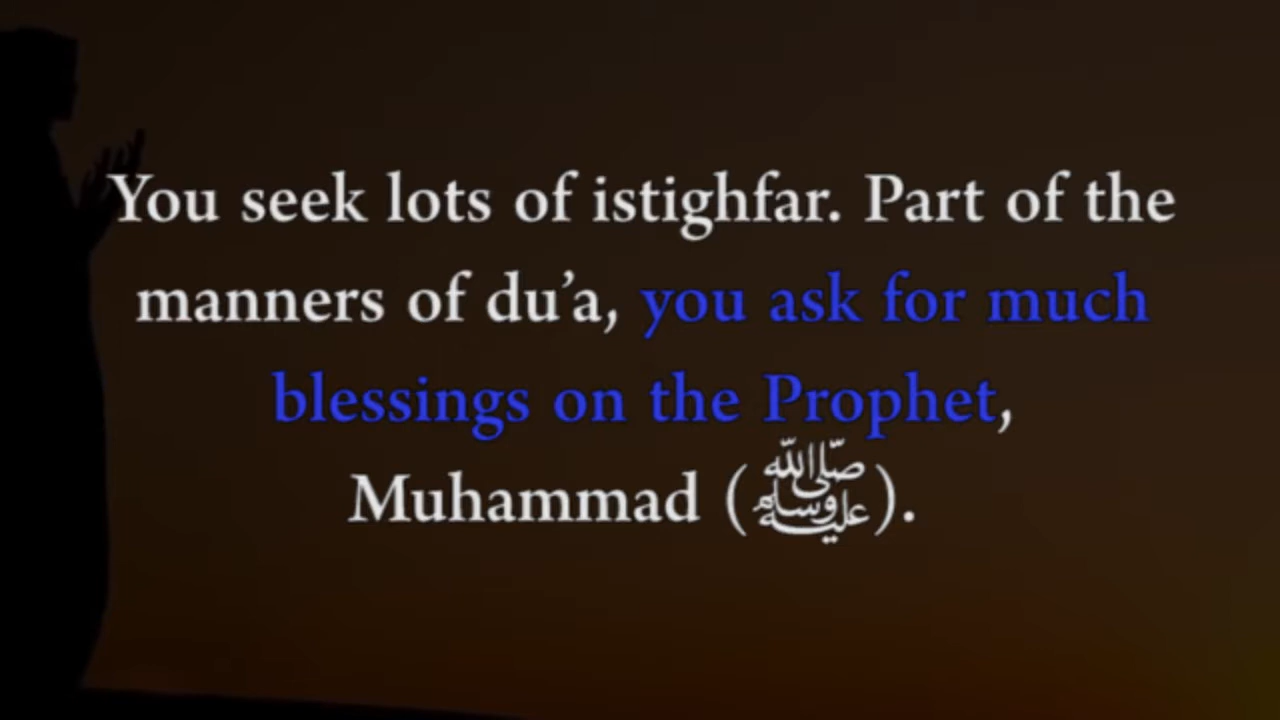 You seek lots of istighfar. Part of the
manners of du’a, you ask for much
blessings on the Prophet,
Muhammad (ﷺ).